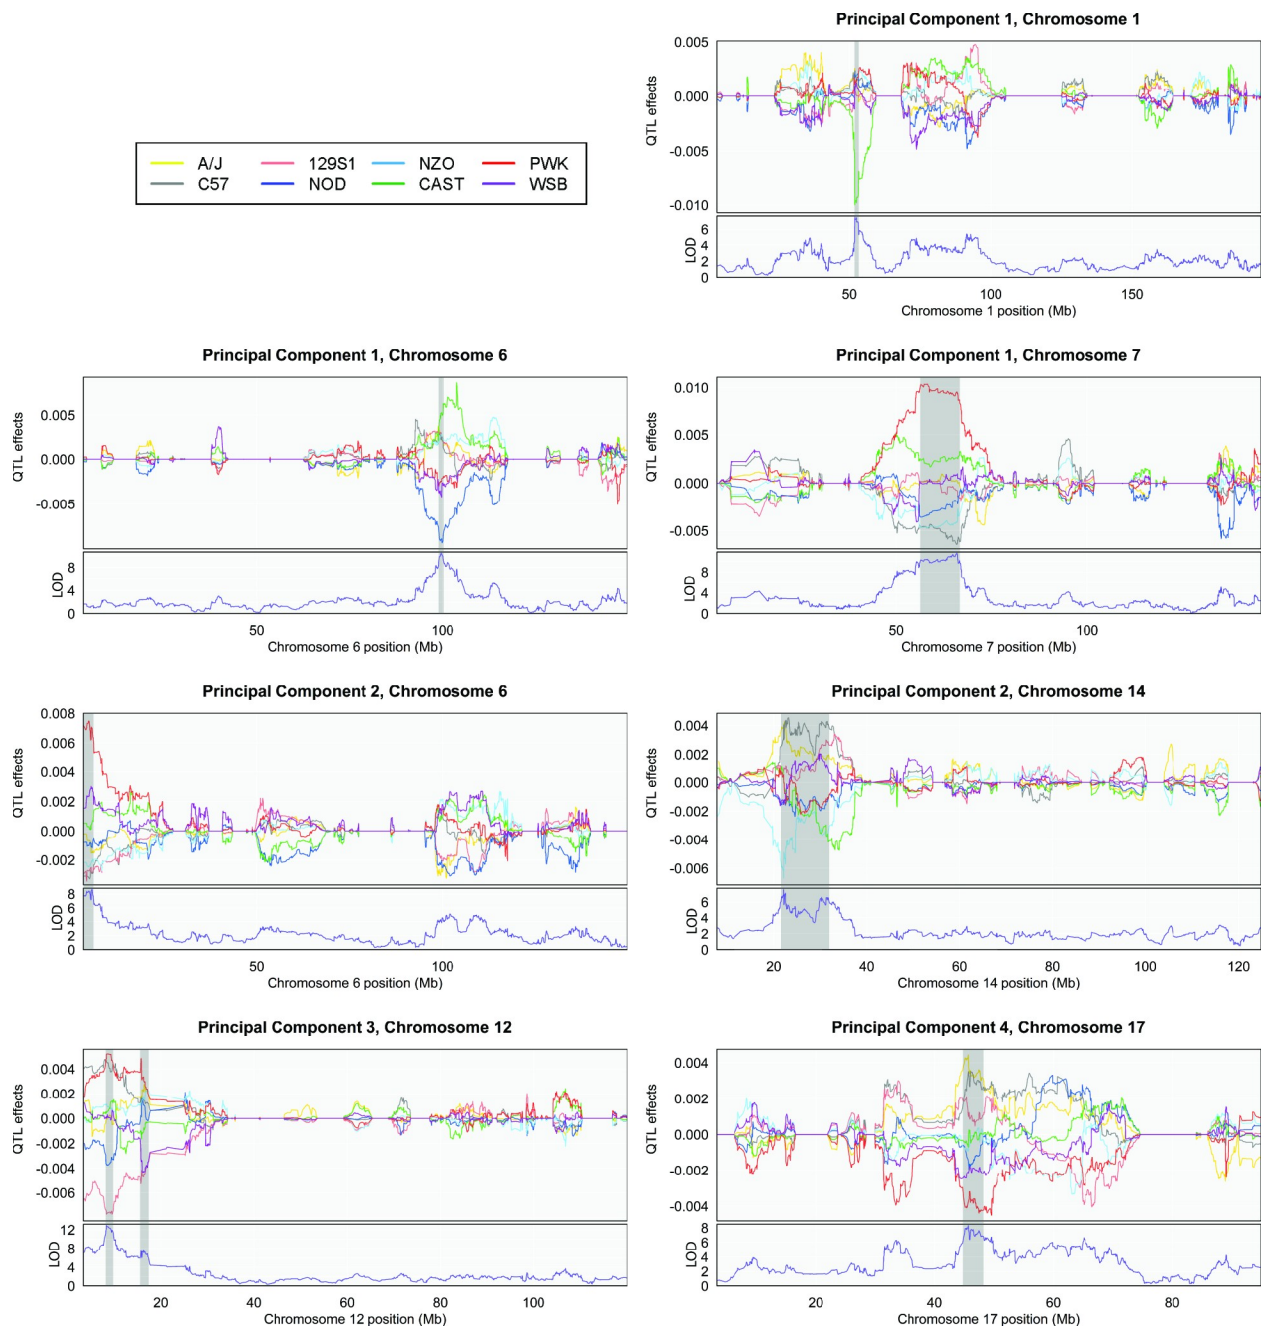 Principal Component 1, Chromosome 1
0.005
0.000
-0.005
-0.010
QTL effects
A/J 129S1 NZO PWK
C57 NOD CAST WSB
6
4
2
0
LOD
50 100 150
Chromosome 1 position (Mb)
Principal Component 1, Chromosome 6
0.005
0.000
-0.005
QTL effects
8
4
0
LOD
50 100
Chromosome 6 position (Mb)
Principal Component 1, Chromosome 7
0.010
0.005
0.000
-0.005
QTL effects
8
4
0
LOD
50 100
Chromosome 7 position (Mb)
Principal Component 2, Chromosome 6
0.008
0.006
0.004
0.002
0.000
-0.002
QTL effects
8
6
4
2
0
LOD
50 100
Chromosome 6 position (Mb)
Principal Component 2, Chromosome 14
0.004
0.002
0.000
-0.002
-0.004
-0.006
QTL effects
6
4
2
0
LOD
20 40 60 80 100 120
Chromosome 14 position (Mb)
Principal Component 3, Chromosome 12
0.004
0.002
0.000
-0.002
-0.004
-0.006
QTL effects
12
8
4
0
LOD
20 40 60 80 100
Chromosome 12 position (Mb)
Principal Component 4, Chromosome 17
0.004
0.002
0.000
-0.002
-0.004
QTL effects
8
6
4
2
0
LOD
20 40 60 80
Chromosome 17 position (Mb)